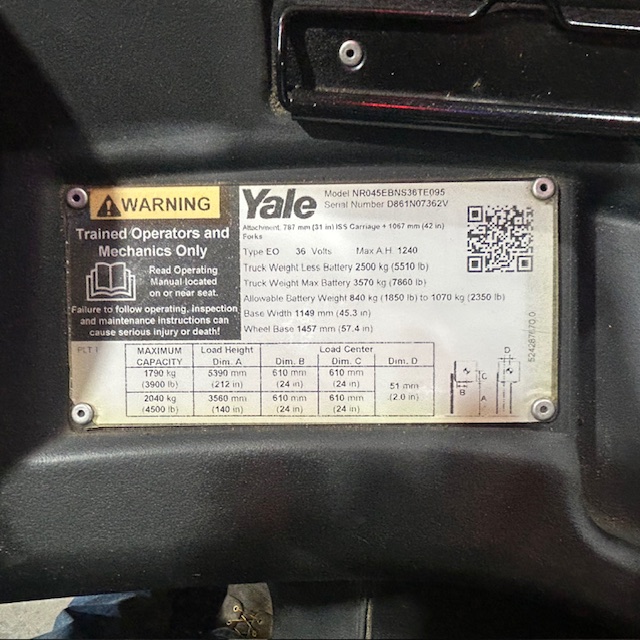 WARNING
Trained Operators and
Mechanics Only
Read Operating
Manual located
on or near seat.
Failure to follow operating, inspection
and maintenance instructions can
cause serious injury or death!
Yale
Model NR045EBNS36TE095
Serial Number D861N07362V
Attachment, 787 mm (31 in) ISS Carriage + 1067 mm (42 in)
Forks
Type EO 36 Volts Max A.H. 1240
Truck Weight Less Battery 2500 kg (5510 lb)
Truck Weight Max Battery 3570 kg (7860 lb)
Allowable Battery Weight 840 kg (1850 lb) to 1070 kg (2350 lb)
Base Width 1149 mm (45.3 in)
Wheel Base 1457 mm (57.4 in)
524287670.0
PLT I
MAXIMUM CAPACITY Load Height Dim. A Dim. B Load Center Dim. C Dim. D
1790 kg 5390 mm 610 mm 610 mm
(3900 lb) (212 in) (24 in) (24 in)
51 mm
(2.0 in)
2040 kg 3560 mm 610 mm 610 mm
(4500 lb) (140 in) (24 in) (24 in)
B C A D